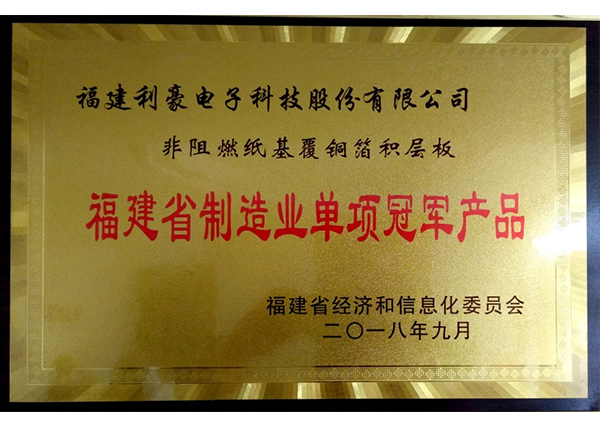 福建利豪电子科技股份有限公司
非阻燃纸基覆铜箔积层板
福建省制造业单项冠军产品
福建省经济和信息化委员会
二〇一八年九月